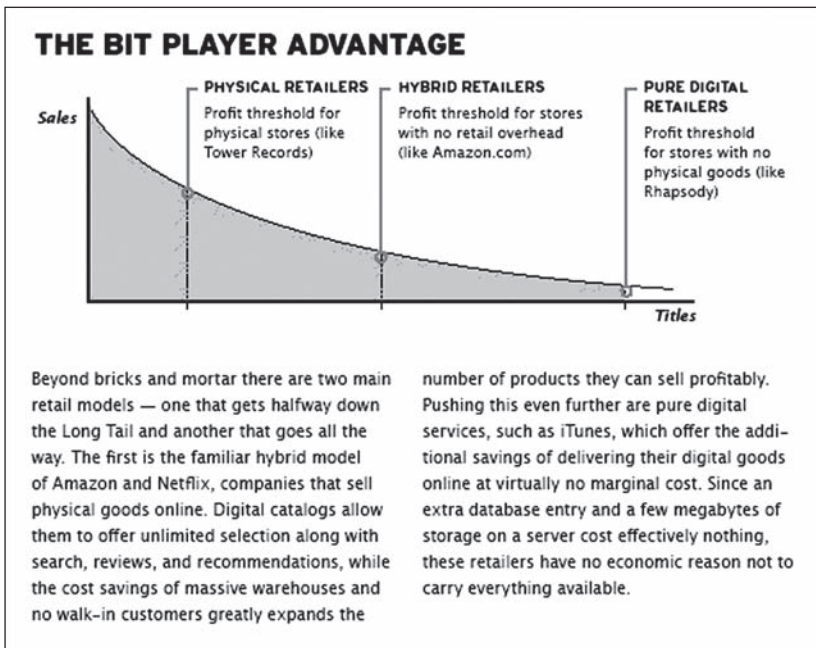 THE BIT PLAYER ADVANTAGE
Sales
PHYSICAL RETAILERS
Profit threshold for
physical stores (like
Tower Records)
HYBRID RETAILERS
Profit threshold for stores
with no retail overhead
(like Amazon.com)
PURE DIGITAL
RETAILERS
Profit threshold
for stores with no
physical goods (like
Rhapsody)
Titles
Beyond bricks and mortar there are two main
retail models — one that gets halfway down
the Long Tail and another that goes all the
way. The first is the familiar hybrid model
of Amazon and Netflix, companies that sell
physical goods online. Digital catalogs allow
them to offer unlimited selection along with
search, reviews, and recommendations, while
the cost savings of massive warehouses and
no walk-in customers greatly expands the
number of products they can sell profitably.
Pushing this even further are pure digital
services, such as iTunes, which offer the addi-
tional savings of delivering their digital goods
online at virtually no marginal cost. Since an
extra database entry and a few megabytes of
storage on a server cost effectively nothing,
these retailers have no economic reason not to
carry everything available.